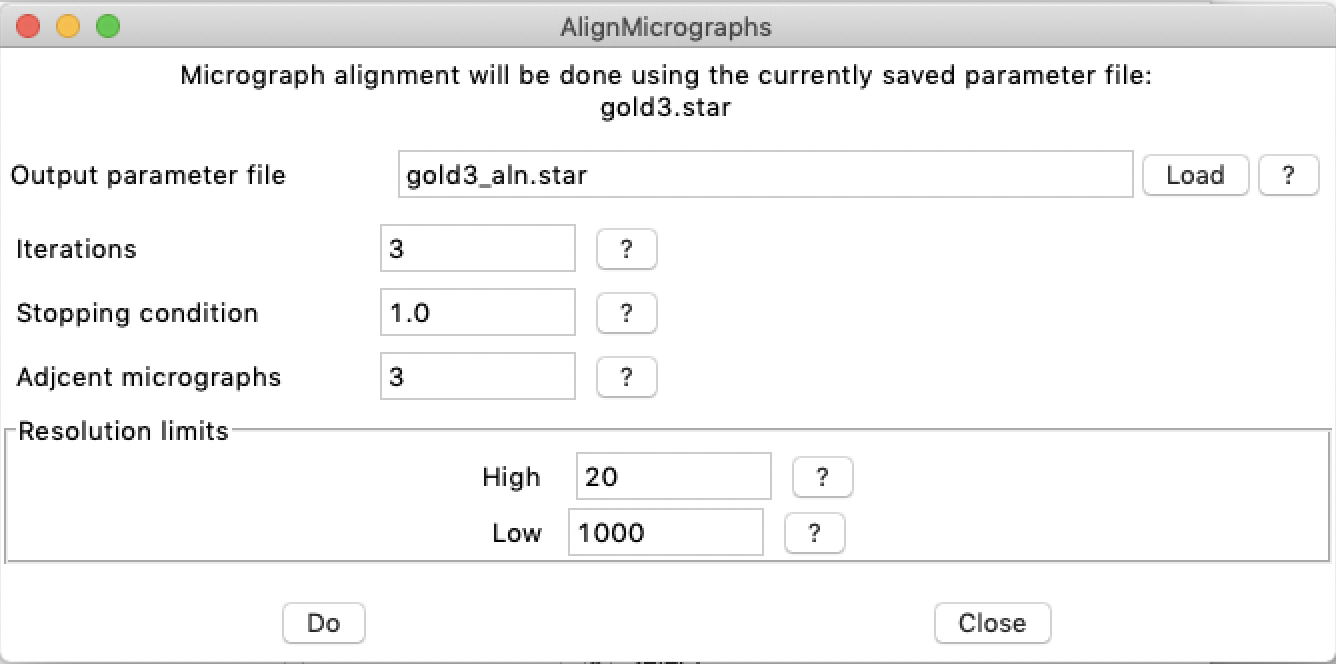 AlignMicrographs
Micrograph alignment will be done using the currently saved parameter file:
gold3.star
Output parameter file gold3_aln.star Load ?
Iterations 3 ?
Stopping condition 1.0 ?
Adjcent micrographs 3 ?
Resolution limits
High 20 ?
Low 1000 ?
Do Close